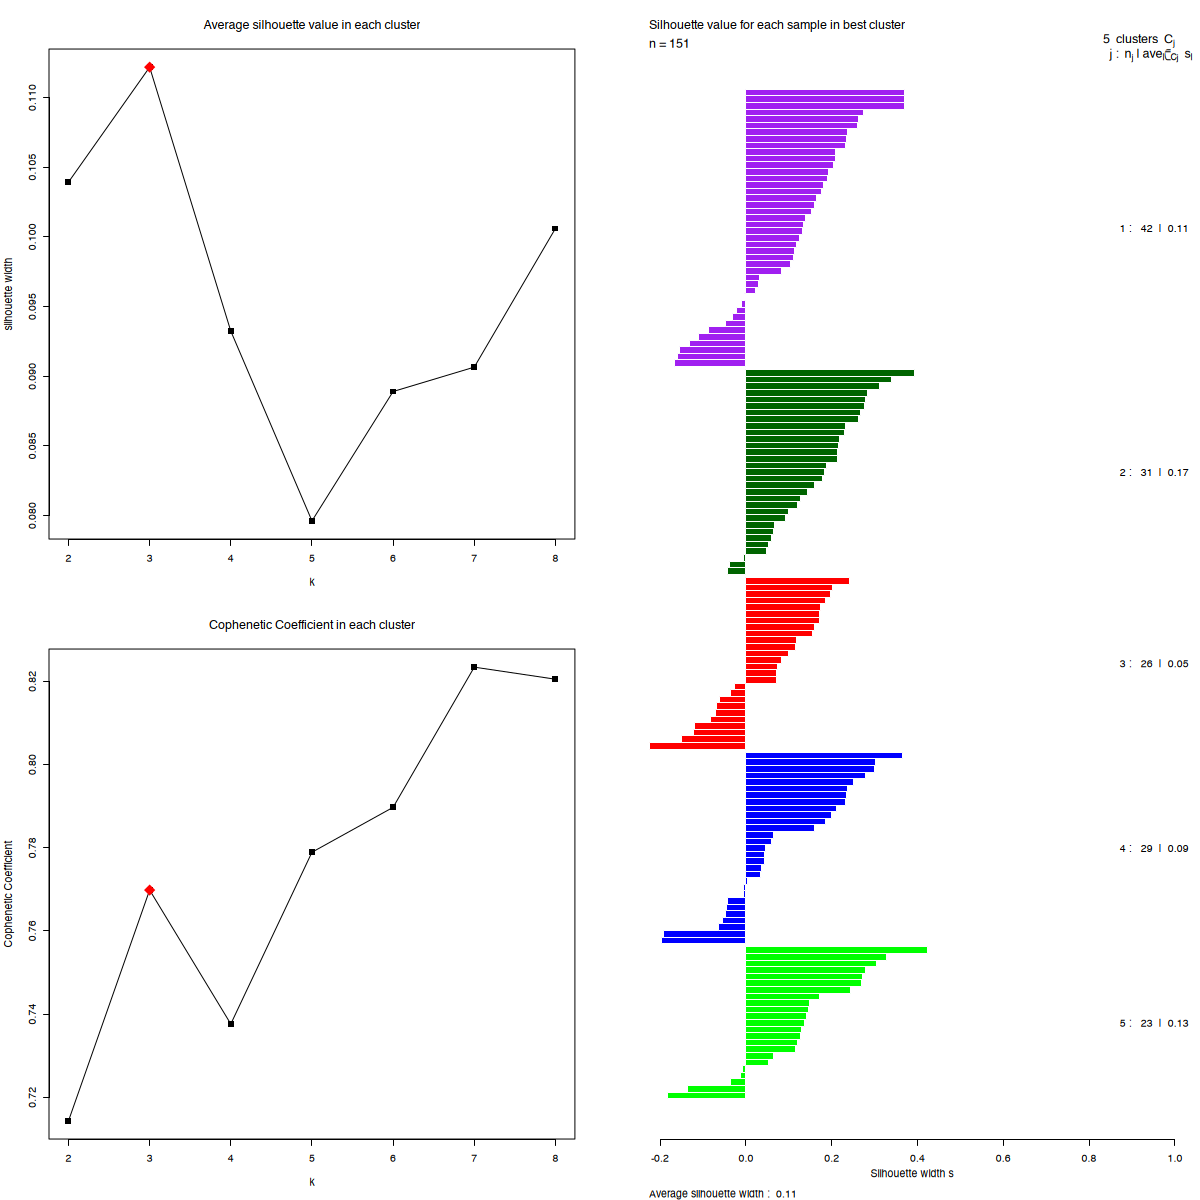 Average silhouette value in each cluster
silhouette width
0.110
0.105
0.100
0.095
0.090
0.085
0.080
2 3 4 5 6 7 8
k
Cophenetic Coefficient in each cluster
Cophenetic Coefficient
0.82
0.80
0.78
0.76
0.74
0.72
2 3 4 5 6 7 8
k
Silhouette value for each sample in best cluster
n = 151
5 clusters Cj
j : nj | avei∈Cj si
1 : 42 | 0.11
2 : 31 | 0.17
3 : 26 | 0.05
4 : 29 | 0.09
5 : 23 | 0.13
-0.2 0.0 0.2 0.4 0.6 0.8 1.0
Silhouette width s
Average silhouette width : 0.11